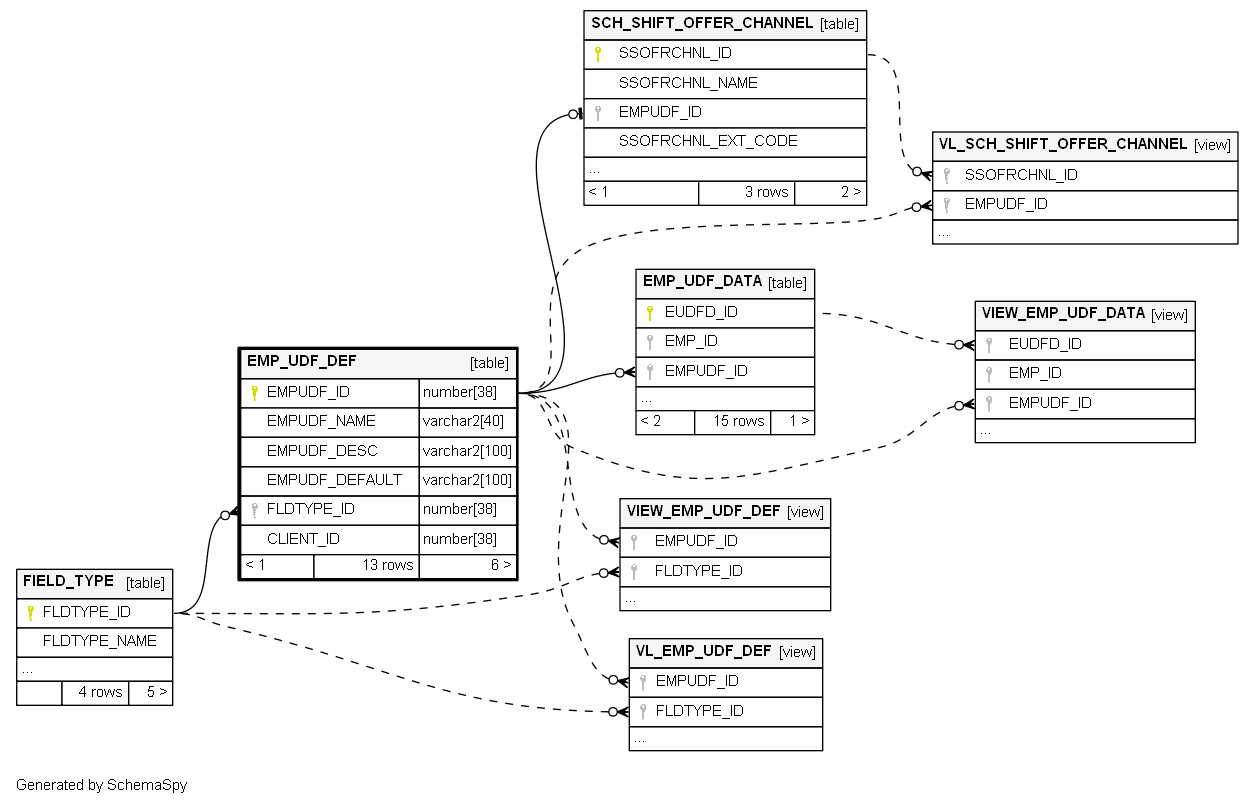 SCH_SHIFT_OFFER_CHANNEL [table]
SSOFRCHNL_ID
SSOFRCHNL_NAME
EMPUDF_ID
SSOFRCHNL_EXT_CODE
...
< 1 3 rows 2 >
VL_SCH_SHIFT_OFFER_CHANNEL [view]
SSOFRCHNL_ID
EMPUDF_ID
...
EMP_UDF_DATA [table]
EUDFD_ID
EMP_ID
EMPUDF_ID
...
< 2 15 rows 1 >
VIEW_EMP_UDF_DATA [view]
EUDFD_ID
EMP_ID
EMPUDF_ID
...
EMP_UDF_DEF [table]
EMPUDF_ID number[38]
EMPUDF_NAME varchar2[40]
EMPUDF_DESC varchar2[100]
EMPUDF_DEFAULT varchar2[100]
FLDTYPE_ID number[38]
CLIENT_ID number[38]
< 1 13 rows 6 >
VIEW_EMP_UDF_DEF [view]
EMPUDF_ID
FLDTYPE_ID
...
FIELD_TYPE [table]
FLDTYPE_ID
FLDTYPE_NAME
...
4 rows 5 >
VL_EMP_UDF_DEF [view]
EMPUDF_ID
FLDTYPE_ID
...
Generated by SchemaSpy